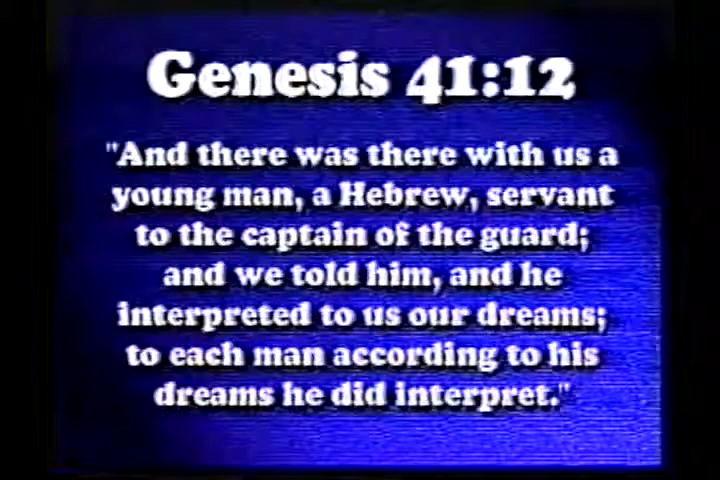 Genesis 41:12
"And there was there with us a
young man, a Hebrew, servant
to the captain of the guard;
and we told him, and he
interpreted to us our dreams;
to each man according to his
dreams he did interpret."